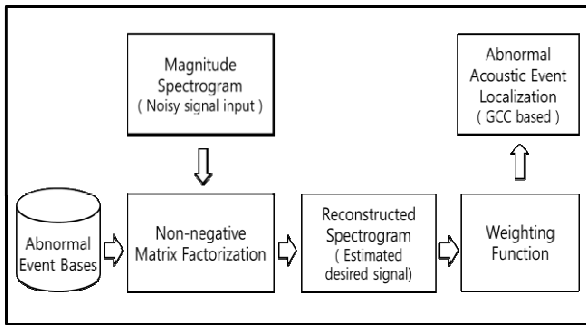 Magnitude
Spectrogram
( Noisy signal input )
Abnormal
Acoustic Event
Localization
( GCC based )
Abnormal
Event Bases
Non-negative
Matrix Factorization
Reconstructed
Spectrogram
( Estimated
desired signal)
Weighting
Function